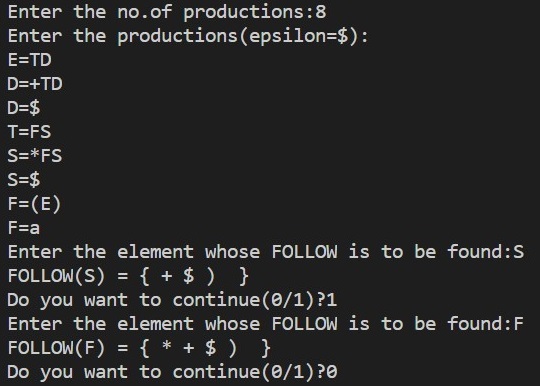 Enter the no.of productions:8
Enter the productions(epsilon=$):
E=TD
D=+TD
D=$
T=FS
S=*FS
S=$
F=(E)
F=a
Enter the element whose FOLLOW is to be found:S
FOLLOW(S) = { + $ )  }
Do you want to continue(0/1)?1
Enter the element whose FOLLOW is to be found:F
FOLLOW(F) = { * + $ )  }
Do you want to continue(0/1)?0